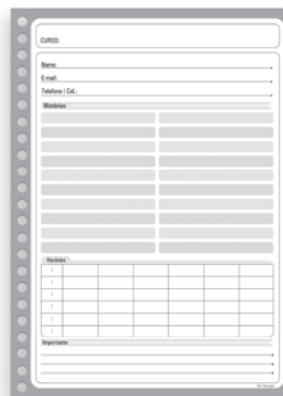 CURSO:
Nome:
E-mail:
Telefone / Cel.:
Matérias
Horários
Importante